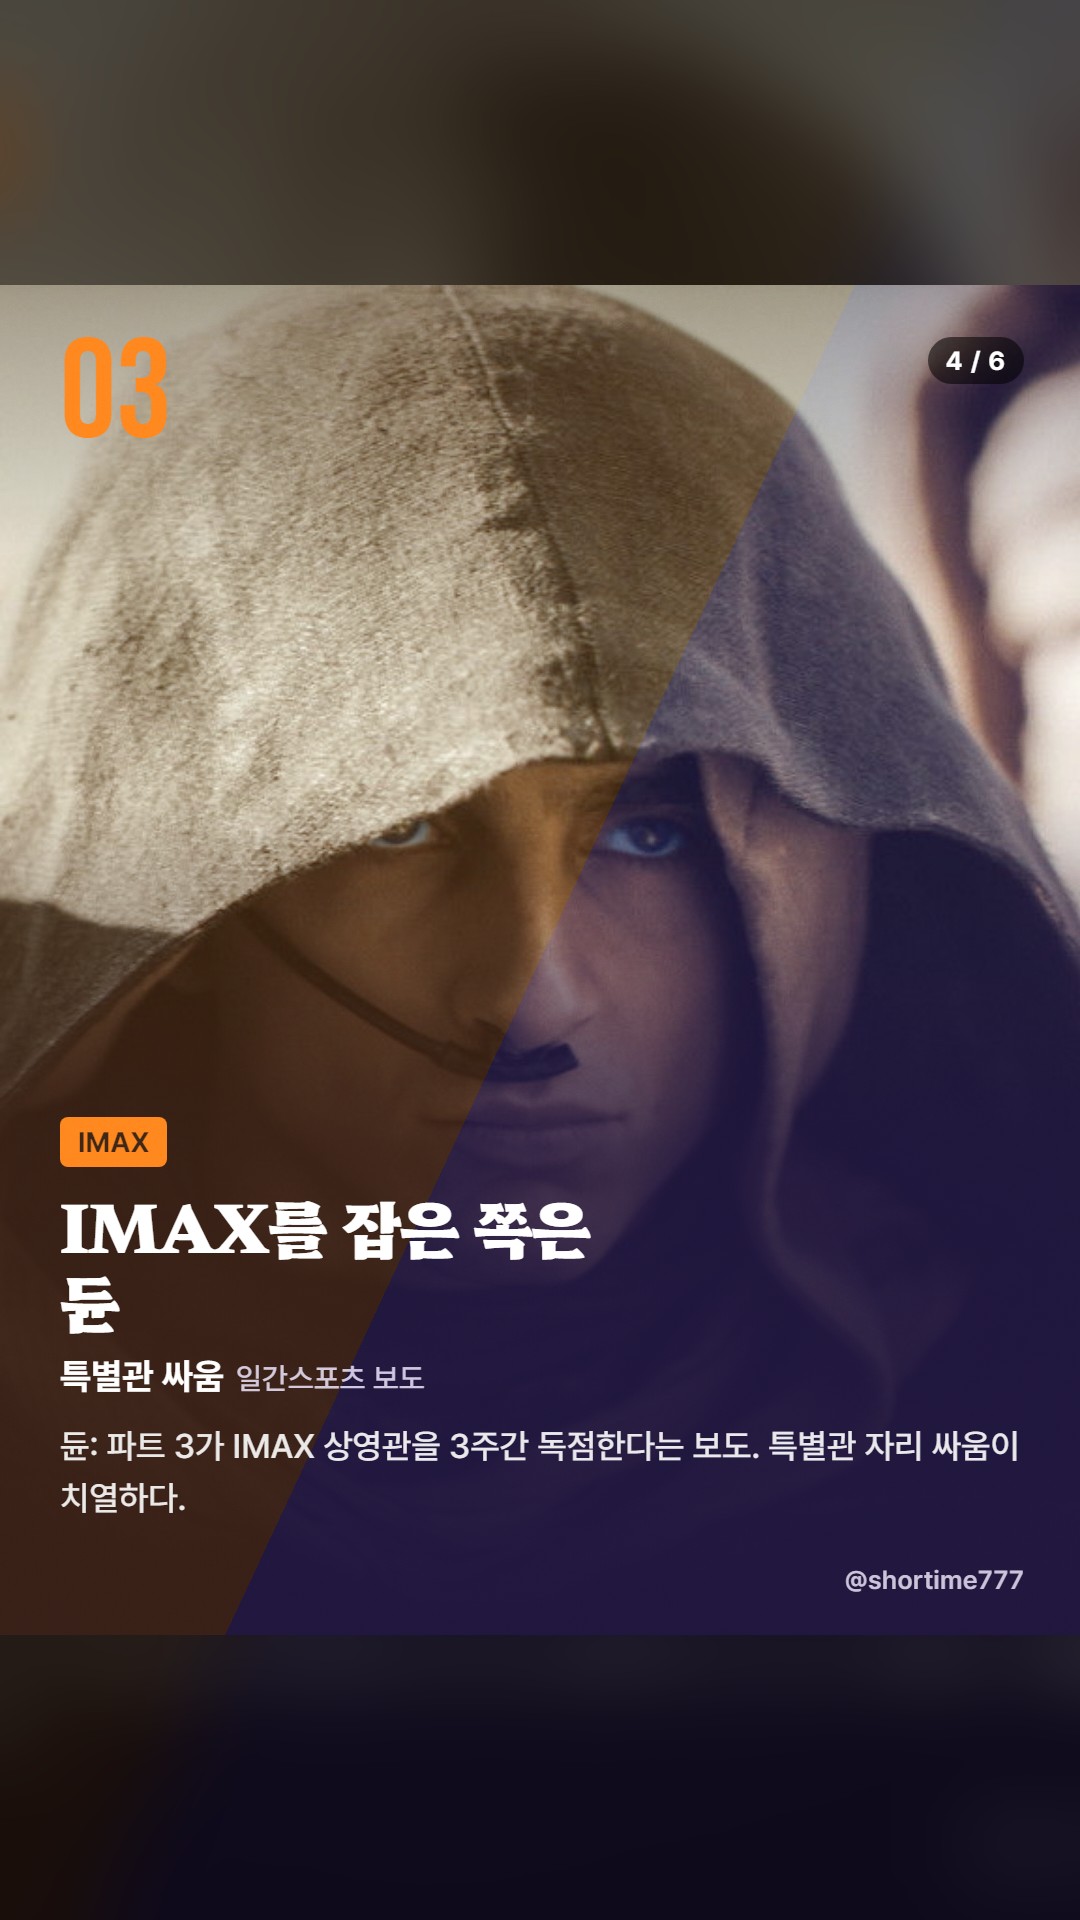 03
4 / 6
IMAX
IMAX를 잡은 쪽은
듄
특별관 싸움 일간스포츠 보도
듄: 파트 3가 IMAX 상영관을 3주간 독점한다는 보도. 특별관 자리 싸움이
치열하다.
@shortime777